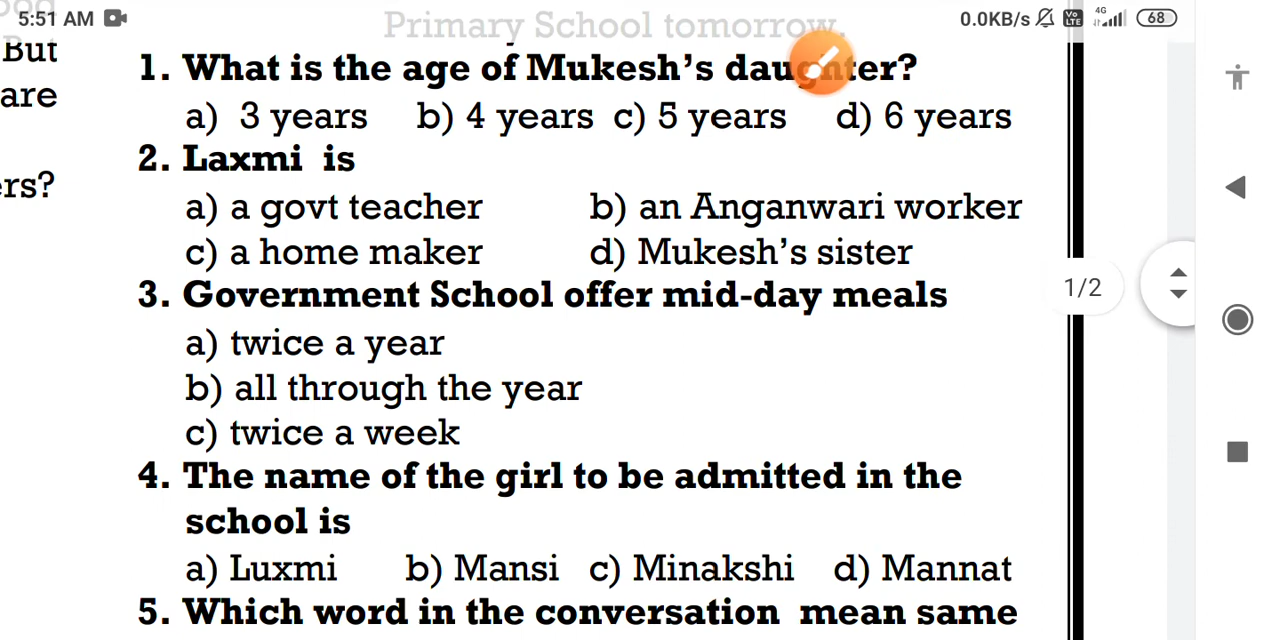 5:51 AM
0.0KB/s Vo LTE 4G 68
Primary School tomorrow.
But
are
rs?
1. What is the age of Mukesh's daughter?
a) 3 years b) 4 years c) 5 years d) 6 years
2. Laxmi is
a) a govt teacher b) an Anganwari worker
c) a home maker d) Mukesh's sister
3. Government School offer mid-day meals
a) twice a year
b) all through the year
c) twice a week
4. The name of the girl to be admitted in the
school is
a) Luxmi b) Mansi c) Minakshi d) Mannat
5. Which word in the conversation mean same
1/2